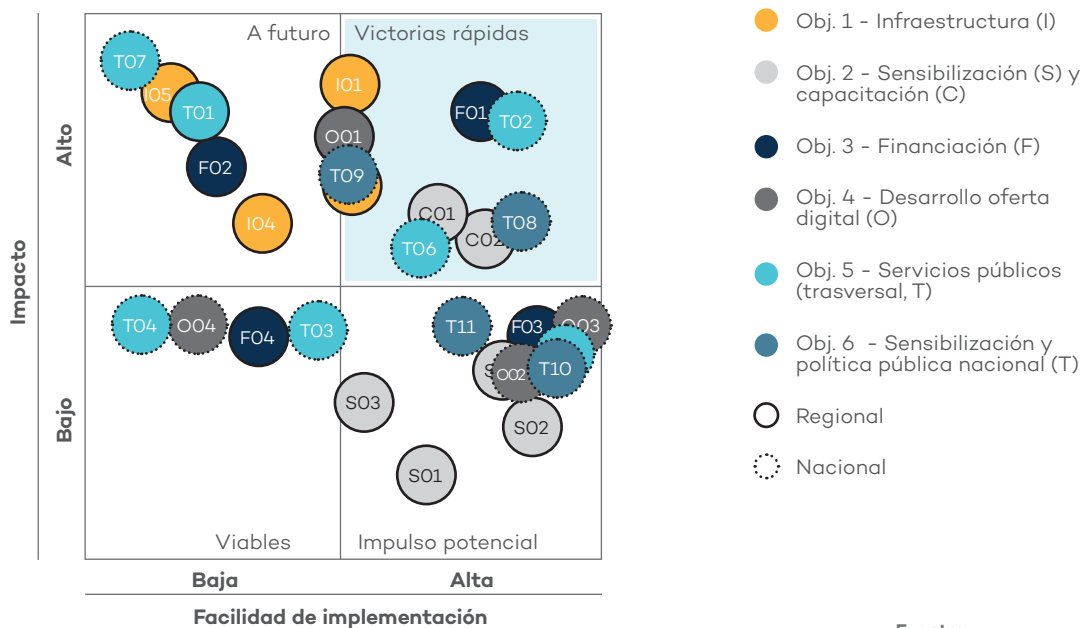 A futuro
Victorias rápidas
T07
I05
T01
F02
I04
I01
O01
T09
F01
T02
C01
C02
T06
T08
T04
O04
F04
T03
T11
F03
O03
O02
T10
S03
S02
S01
Viables
Impulso potencial
Alto
Bajo
Impacto
Baja
Alta
Facilidad de implementación
Obj. 1 - Infraestructura (I)
Obj. 2 - Sensibilización (S) y
capacitación (C)
Obj. 3 - Financiación (F)
Obj. 4 - Desarrollo oferta
digital (O)
Obj. 5 - Servicios públicos
(trasversal, T)
Obj. 6 - Sensibilización y
política pública nacional (T)
Regional
Nacional